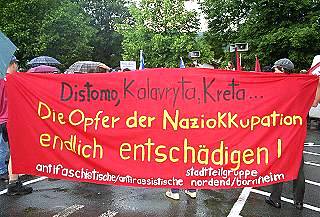 Distomo, Kalavryta, Kreta...
Die Opfer der Naziokkupation
endlich entschädigen!
antifaschistische/antirassistische stadtteilgruppe nordend/bornheim